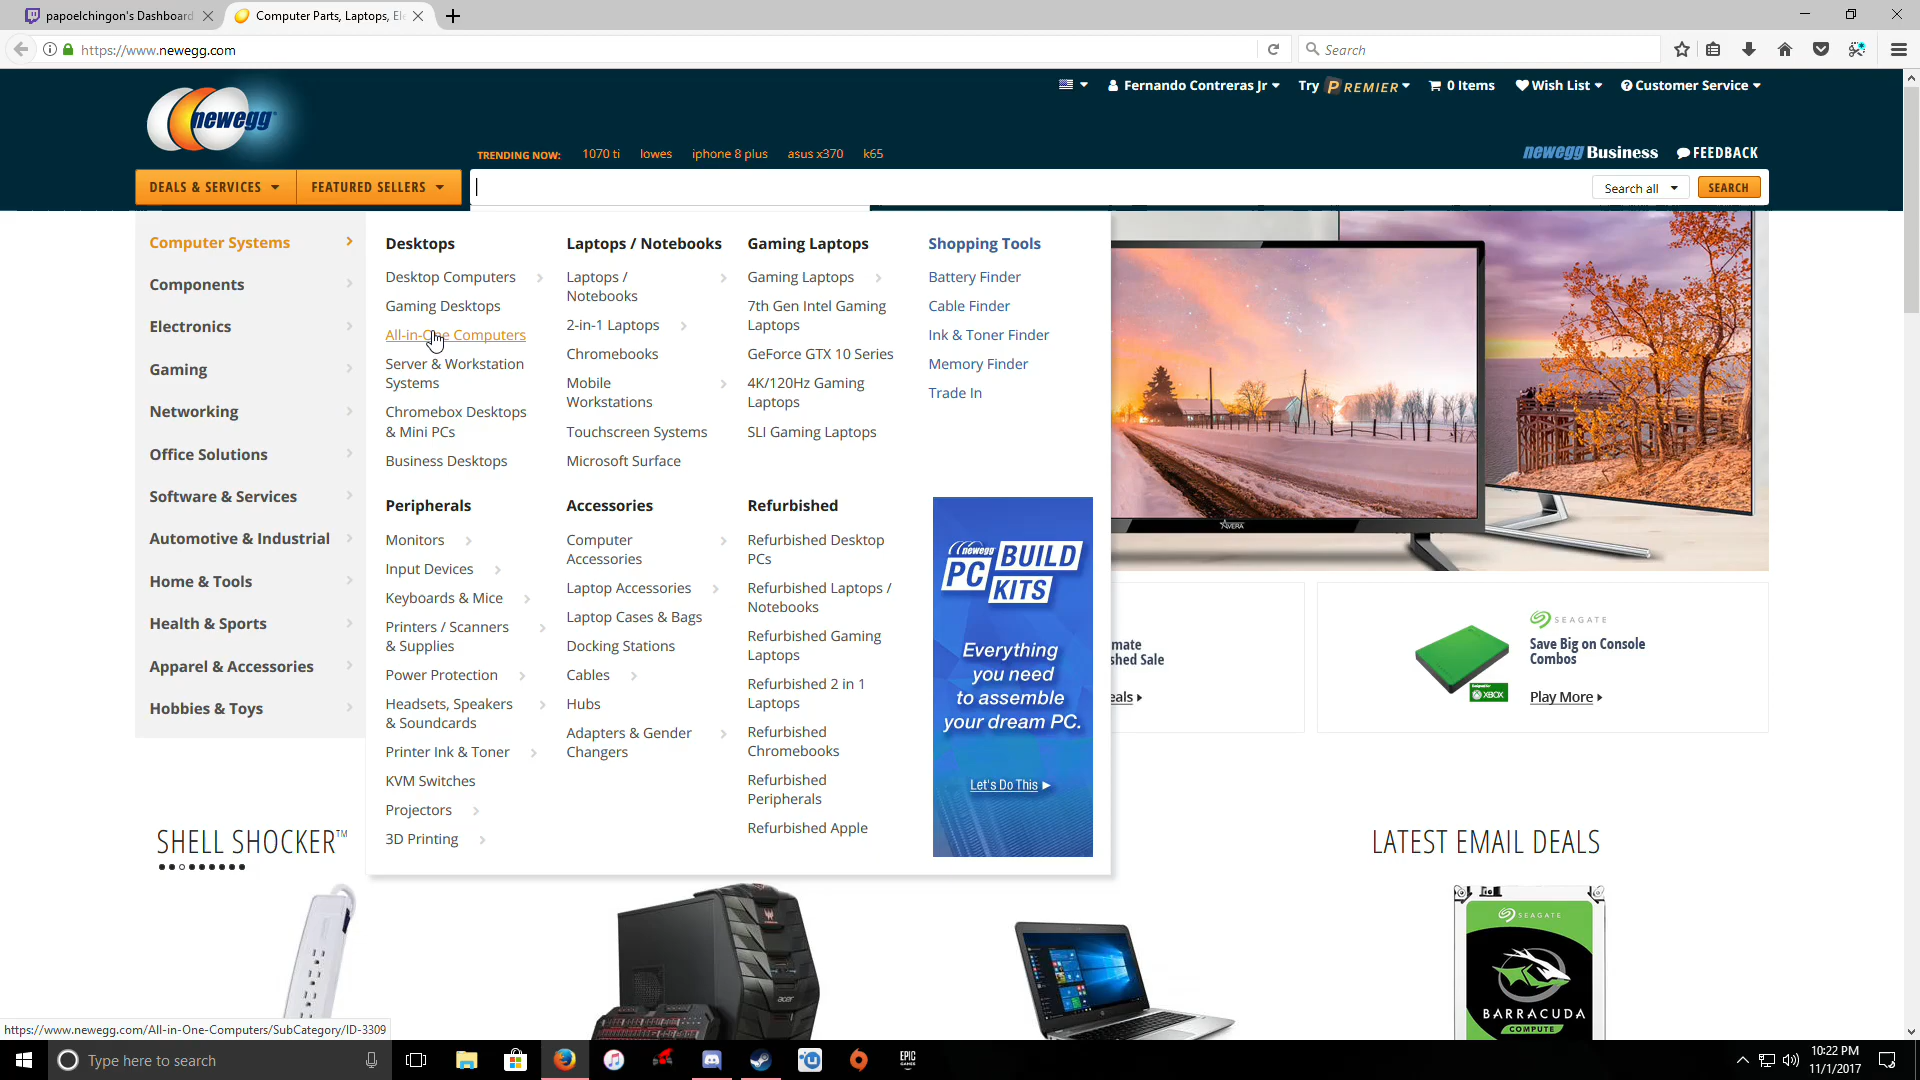 papoelchingon's Dashboard
Computer Parts, Laptops, Ele
https://www.newegg.com
Search
Fernando Contreras Jr
Try PREMIER
0 Items
Wish List
Customer Service
newegg
TRENDING NOW:
1070 ti
lowes
iphone 8 plus
asus x370
k65
newegg Business
FEEDBACK
DEALS & SERVICES
FEATURED SELLERS
Search all
SEARCH
Computer Systems
Components
Electronics
Gaming
Networking
Office Solutions
Software & Services
Automotive & Industrial
Home & Tools
Health & Sports
Apparel & Accessories
Hobbies & Toys
Desktops
Desktop Computers
Gaming Desktops
All-in-One Computers
Server & Workstation
Systems
Chromebox Desktops
& Mini PCs
Business Desktops
Laptops / Notebooks
Laptops /
Notebooks
2-in-1 Laptops
Chromebooks
Mobile
Workstations
Touchscreen Systems
Microsoft Surface
Gaming Laptops
Gaming Laptops
7th Gen Intel Gaming
Laptops
GeForce GTX 10 Series
4K/120Hz Gaming
Laptops
SLI Gaming Laptops
Shopping Tools
Battery Finder
Cable Finder
Ink & Toner Finder
Memory Finder
Trade In
Peripherals
Monitors
Input Devices
Keyboards & Mice
Printers / Scanners
& Supplies
Power Protection
Headsets, Speakers
& Soundcards
Printer Ink & Toner
KVM Switches
Projectors
3D Printing
Accessories
Computer
Accessories
Laptop Accessories
Laptop Cases & Bags
Docking Stations
Cables
Hubs
Adapters & Gender
Changers
Refurbished
Refurbished Desktop
PCs
Refurbished Laptops /
Notebooks
Refurbished Gaming
Laptops
Refurbished 2 in 1
Laptops
Refurbished
Chromebooks
Refurbished
Peripherals
Refurbished Apple
newegg
PC BUILD
KITS
Everything
you need
to assemble
your dream PC.
Let's Do This
AVERA
mate
shed Sale
eals
SEAGATE
Save Big on Console
Combos
XBOX
Play More
SHELL SHOCKER™
LATEST EMAIL DEALS
acer
SEAGATE
BARRACUDA
COMPUTE
https://www.newegg.com/All-in-One-Computers/SubCategory/ID-3309
Type here to search
EPIC
GAMES
10:22 PM
11/1/2017